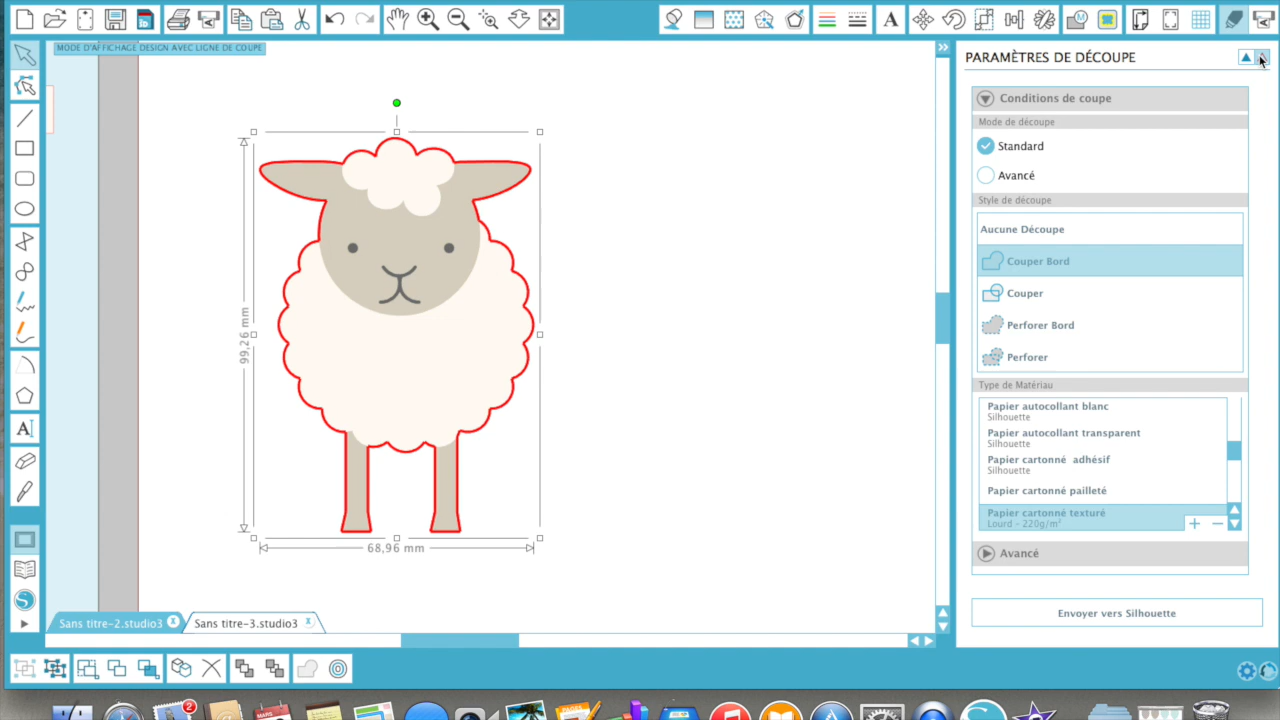 MODE D'AFFICHAGE DESIGN AVEC LIGNE DE COUPE
PARAMÈTRES DE DÉCOUPE
Conditions de coupe
Mode de découpe
Standard
Avancé
Style de découpe
Aucune Découpe
Couper Bord
Couper
Perforer Bord
Perforer
Type de Matériau
Papier autocollant blanc
Silhouette
Papier autocollant transparent
Silhouette
Papier cartonné adhésif
Silhouette
Papier cartonné pailleté
Papier cartonné texturé
Lourd - 220g/m²
Avancé
Envoyer vers Silhouette
99,26 mm
68,96 mm
Sans titre-2.studio3 x
Sans titre-3.studio3 x
2
MARS
PAGES